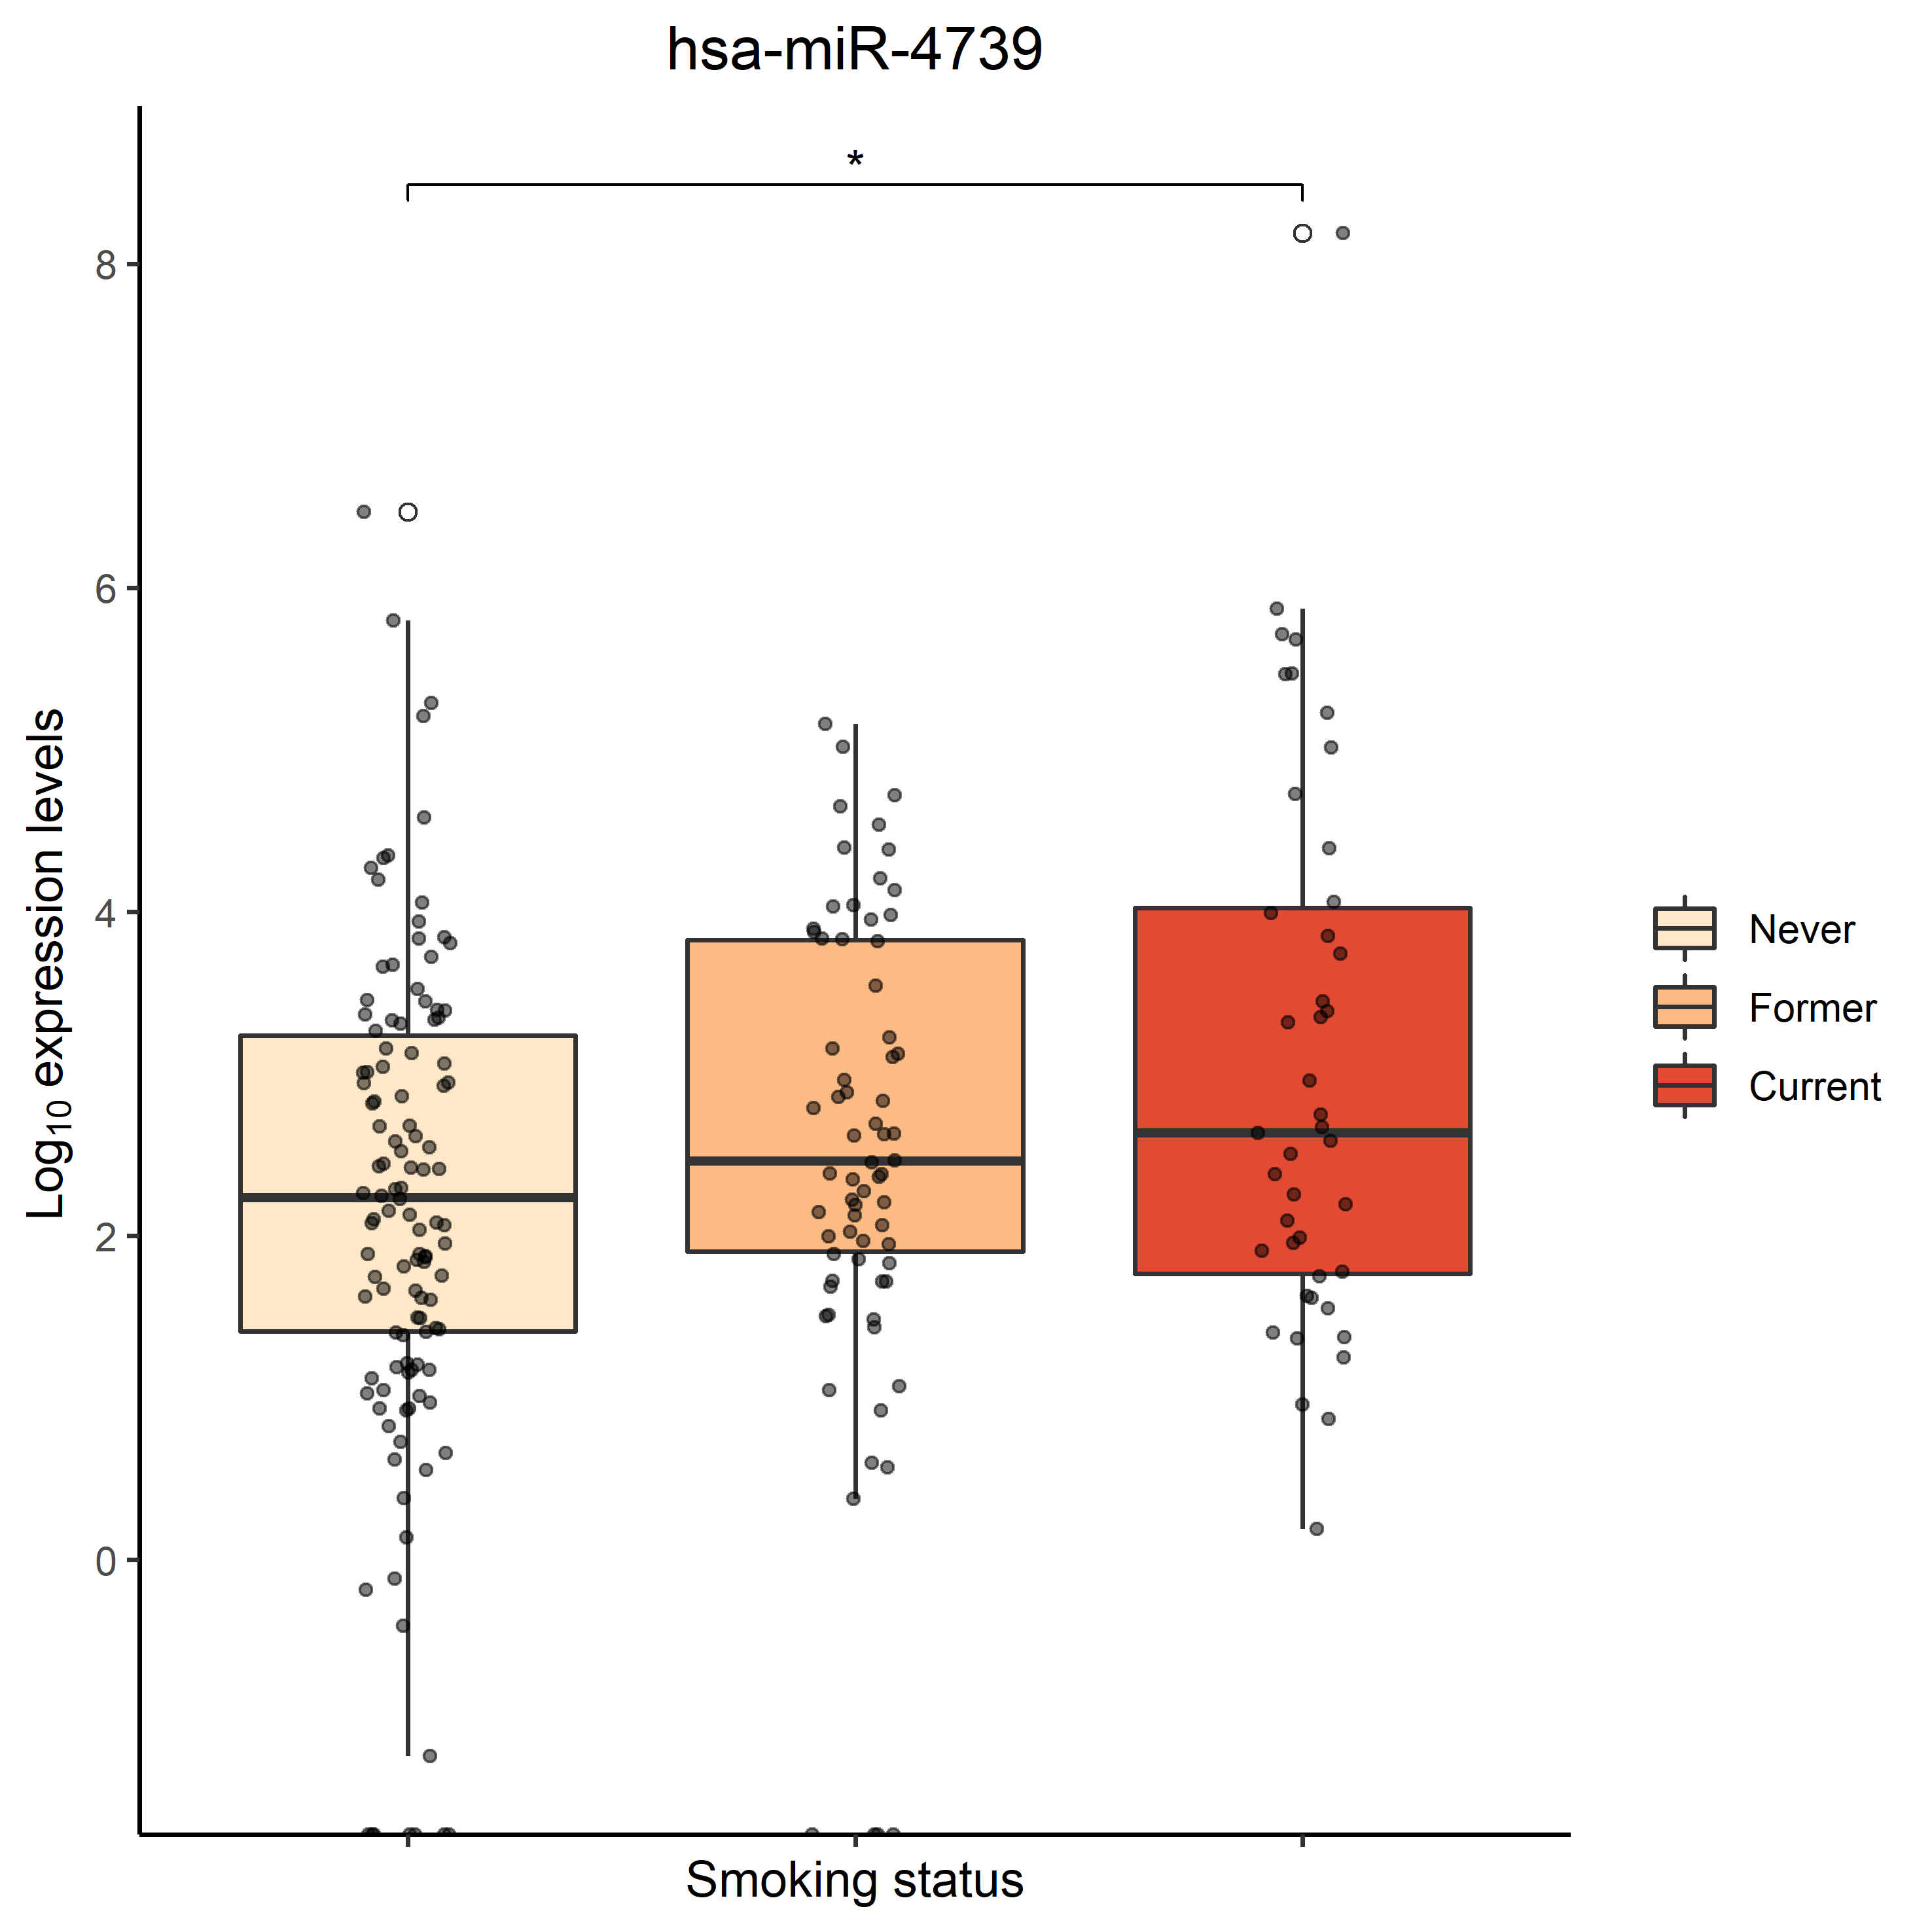 hsa-miR-4739
*
8
6
4
2
0
Log₁₀ expression levels
Smoking status
Never
Former
Current